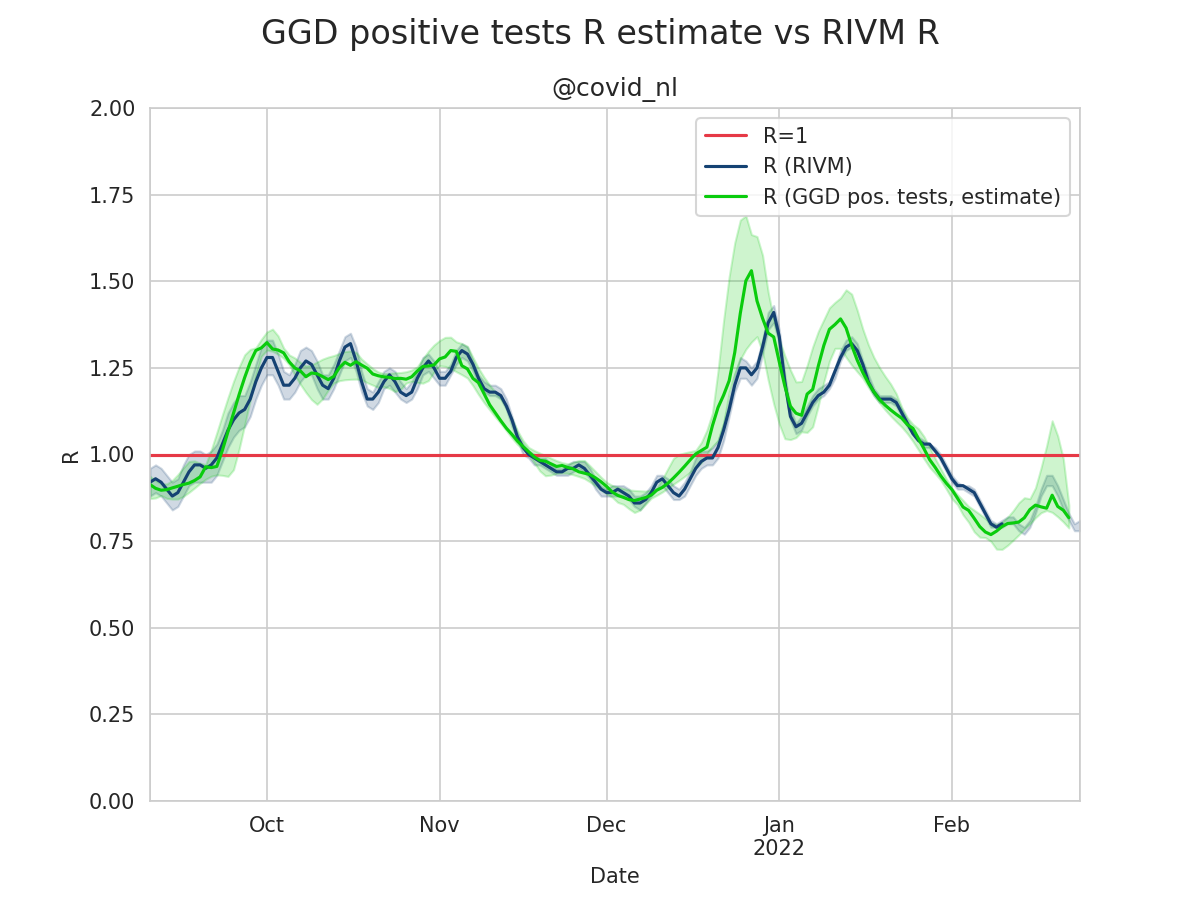 GGD positive tests R estimate vs RIVM R
@covid_nl
R=1
R (RIVM)
R (GGD pos. tests, estimate)
2.00
1.75
1.50
1.25
1.00
0.75
0.50
0.25
0.00
R
Oct Nov Dec Jan Feb
2022
Date